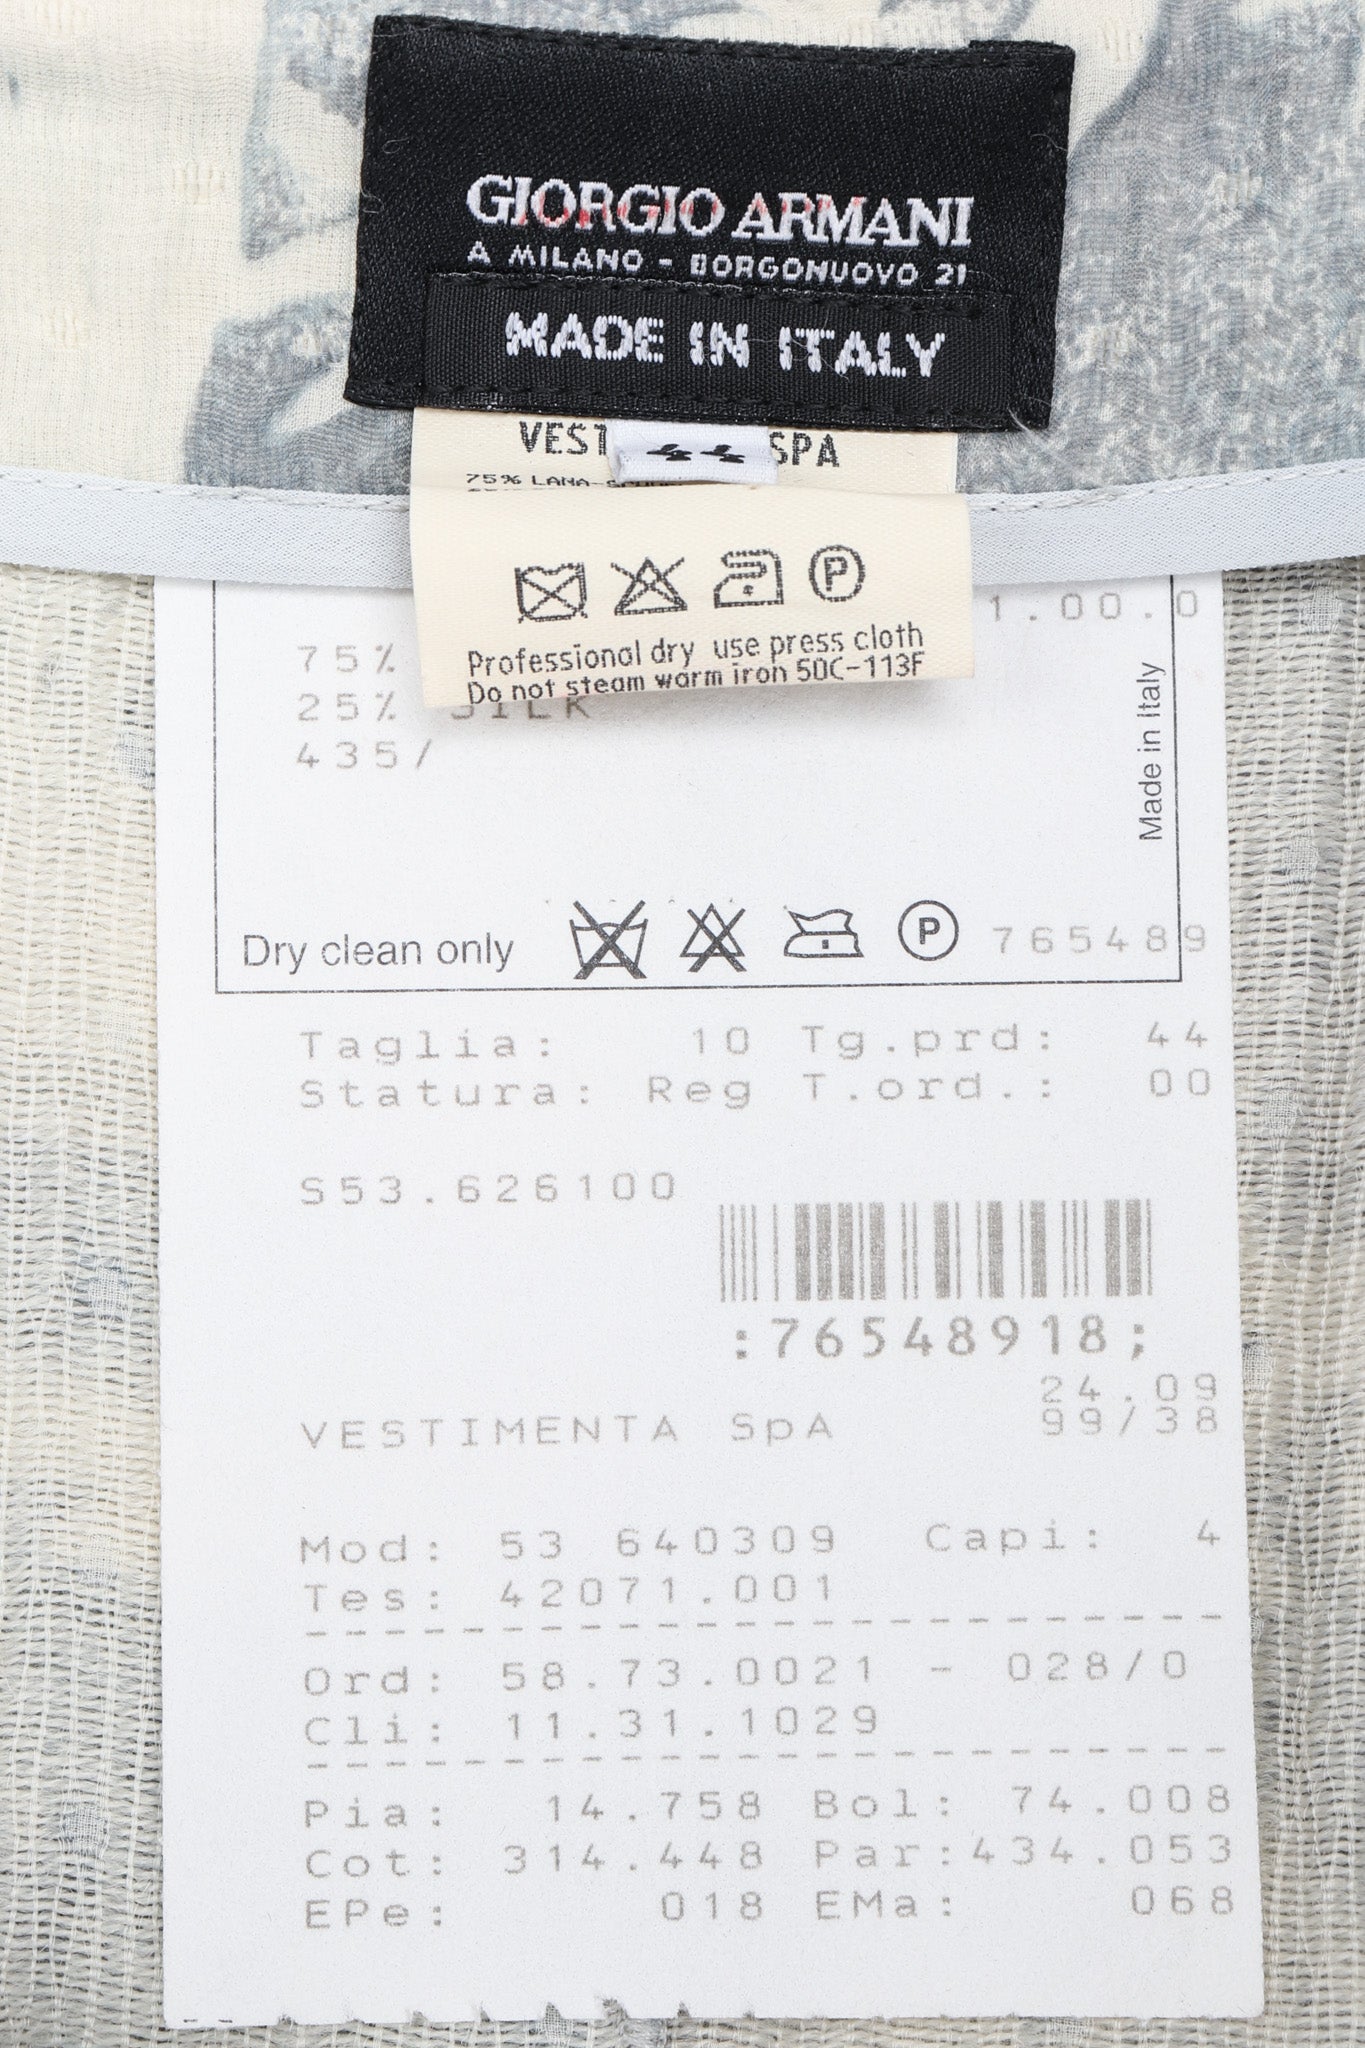 GIORGIO ARMANI
A MILANO - BORGONUOVO 21
MADE IN ITALY
VEST 44 SPA
75% LANA-
P
Professional dry use press cloth
Do not steam warm iron 50C-113F
1.00.0
75%
25% SILK
435/
Made in Italy
Dry clean only P 765489
Taglia: 10 Tg.prd: 44
Statura: Reg T.ord.: 00
S53.626100
:76548918;
24.09
VESTIMENTA SpA 99/38
Mod: 53 640309 Capi: 4
Tes: 42071.001
Ord: 58.73.0021 - 028/0
Cli: 11.31.1029
Pia: 14.758 Bol: 74.008
Cot: 314.448 Par:434.053
EPe: 018 EMa: 068